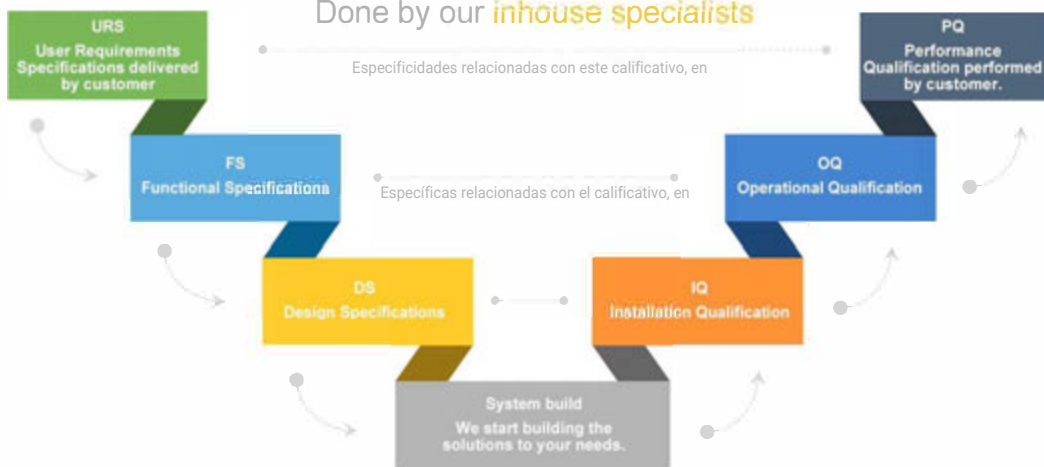 Done by our inhouse specialists
URS
User Requirements
Specifications delivered
by customer
PQ
Performance
Qualification performed
by customer.
Especificidades relacionadas con este calificativo, en
FS
Functional Specifications
OQ
Operational Qualification
Específicas relacionadas con el calificativo, en
DS
Design Specifications
IQ
Installation Qualification
System build
We start building the
solutions to your needs.